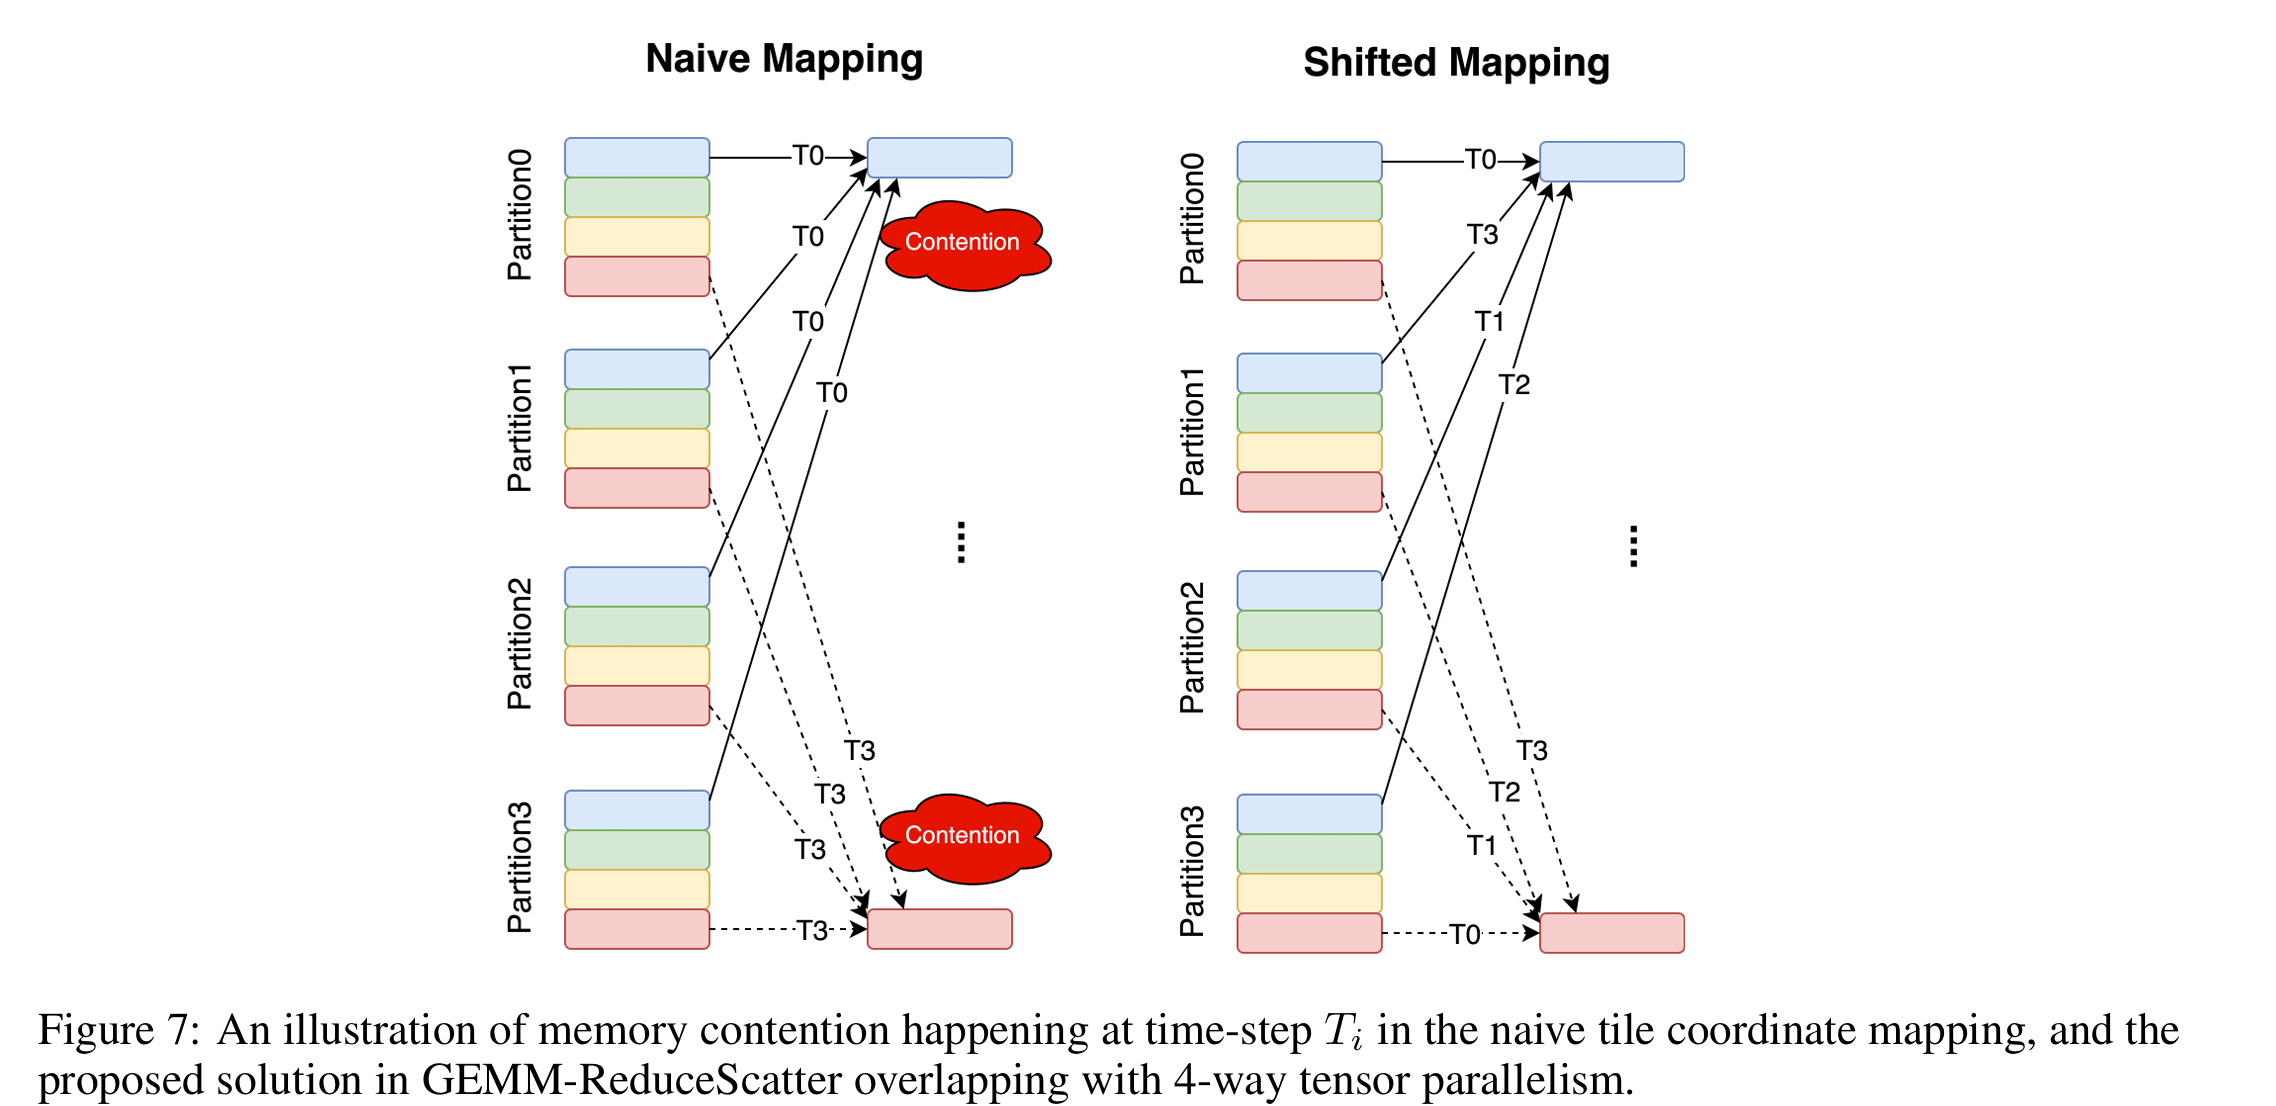 Naive Mapping
Partition0
Partition1
Partition2
Partition3
T0
T0
T0
T0
Contention
....
T3
T3
T3
T3
Contention
Shifted Mapping
Partition0
Partition1
Partition2
Partition3
T0
T3
T1
T2
....
T3
T2
T1
T0
Figure 7: An illustration of memory contention happening at time-step Ti in the naive tile coordinate mapping, and the
proposed solution in GEMM-ReduceScatter overlapping with 4-way tensor parallelism.